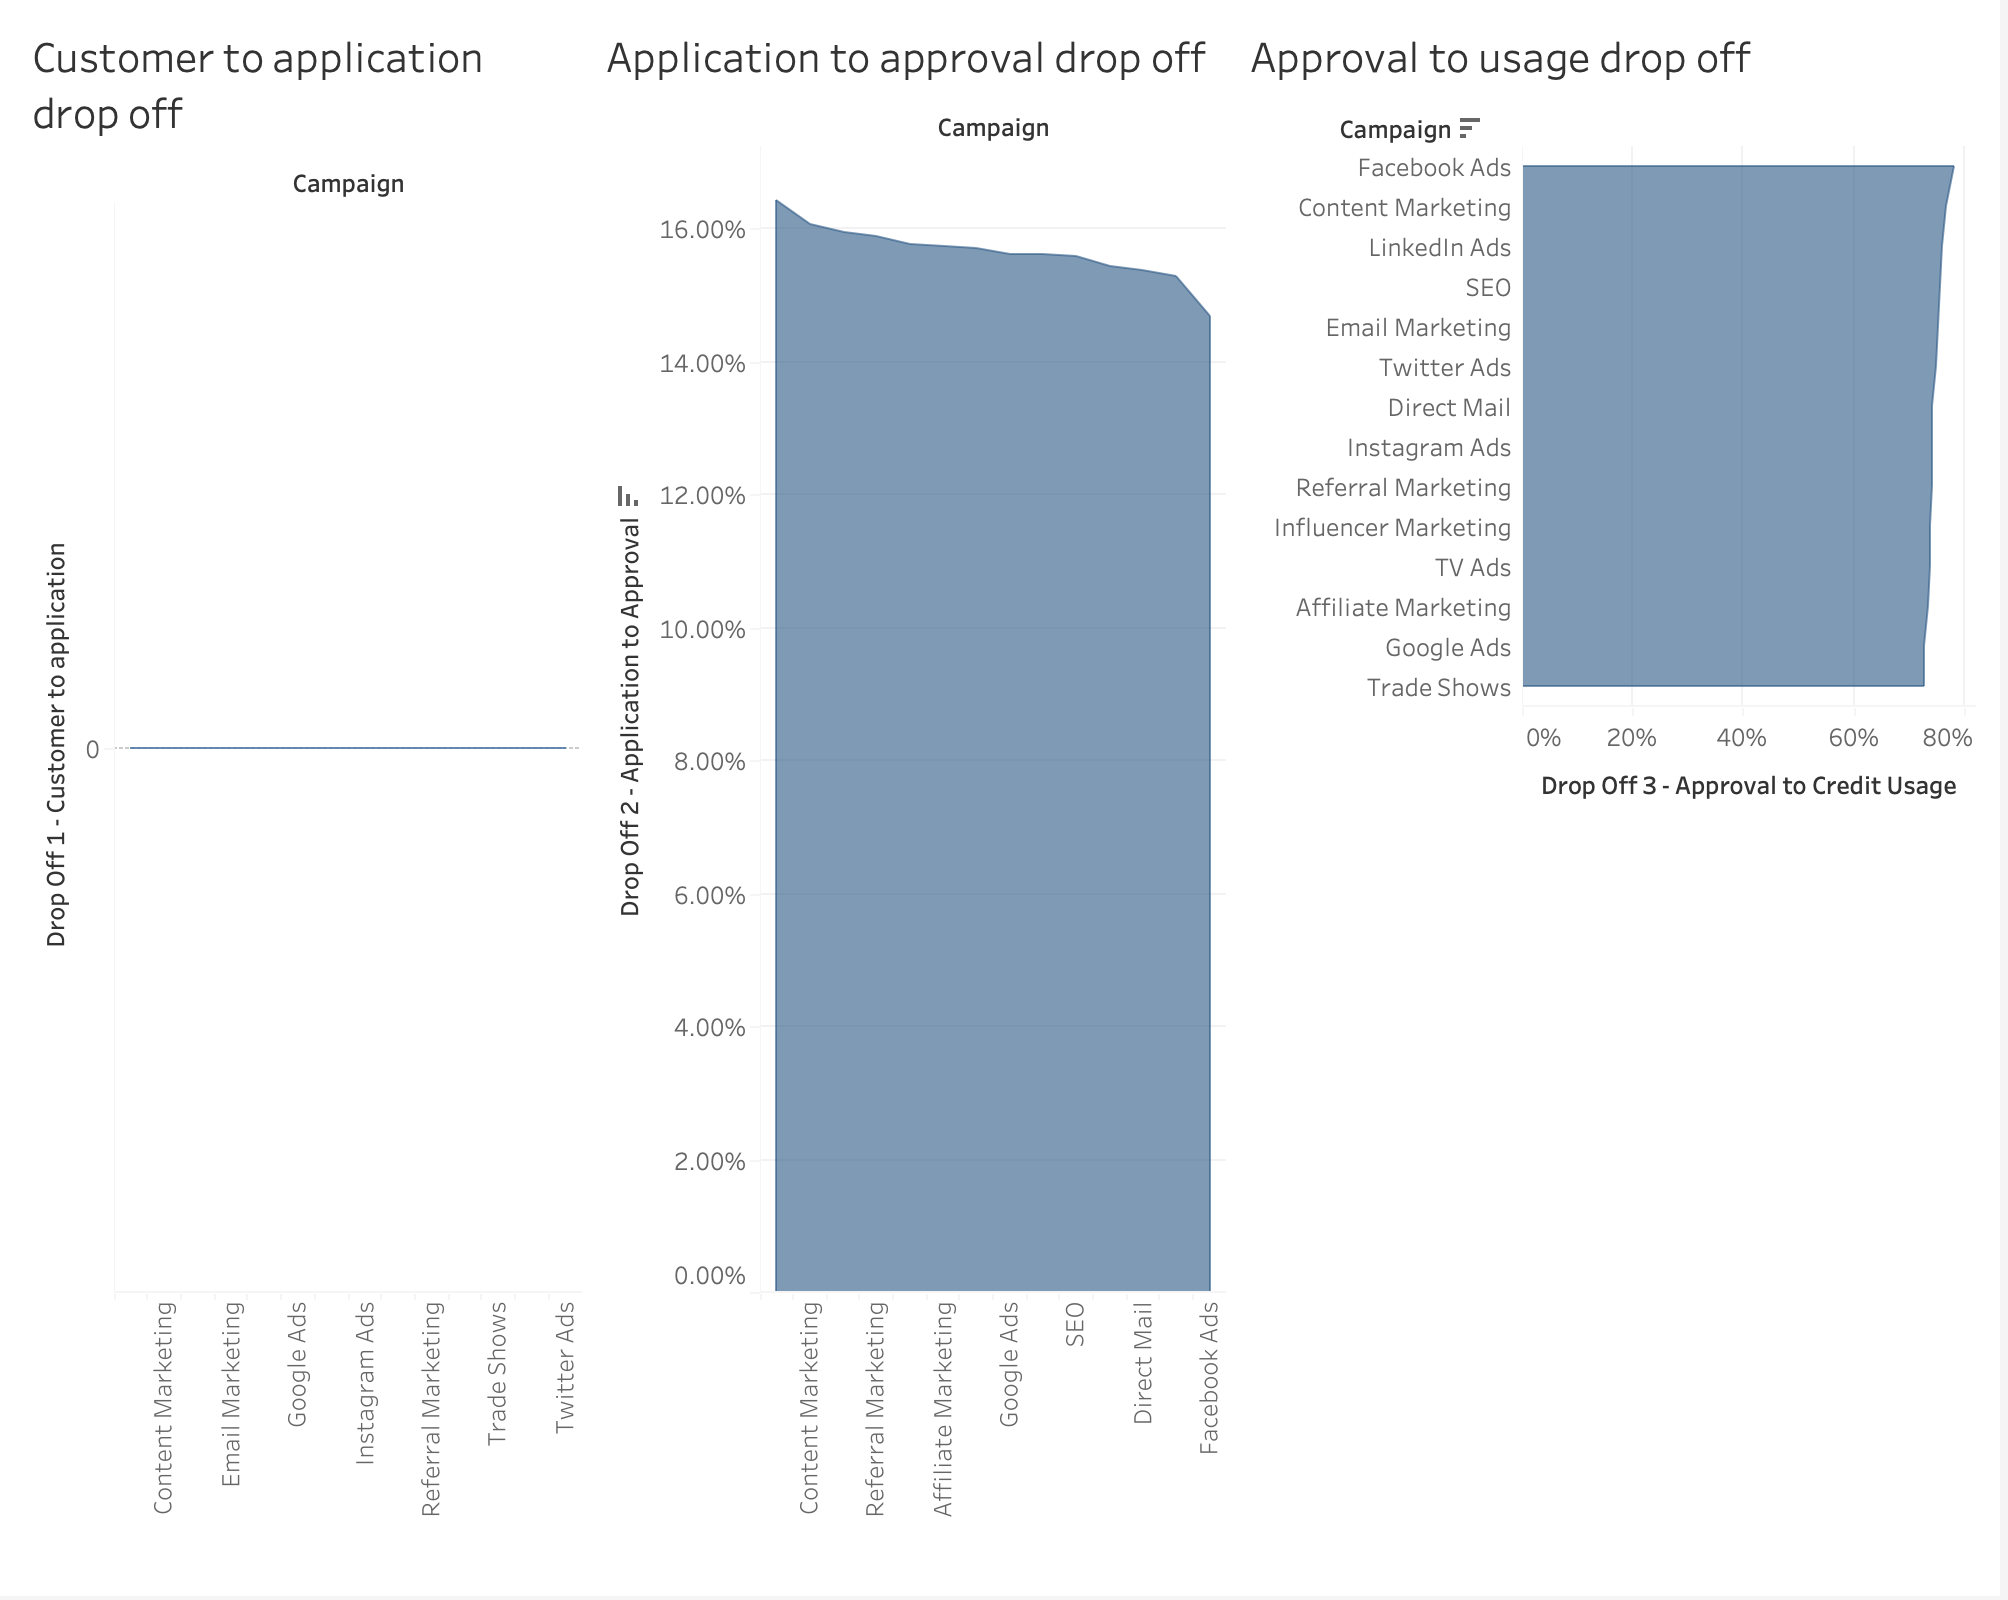 Customer to application
drop off
Campaign
Drop Off 1 - Customer to application
0
Content Marketing
Email Marketing
Google Ads
Instagram Ads
Referral Marketing
Trade Shows
Twitter Ads
Application to approval drop off
Campaign
Drop Off 2 - Application to Approval
16.00%
14.00%
12.00%
10.00%
8.00%
6.00%
4.00%
2.00%
0.00%
Content Marketing
Referral Marketing
Affiliate Marketing
Google Ads
SEO
Direct Mail
Facebook Ads
Approval to usage drop off
Campaign
Facebook Ads
Content Marketing
LinkedIn Ads
SEO
Email Marketing
Twitter Ads
Direct Mail
Instagram Ads
Referral Marketing
Influencer Marketing
TV Ads
Affiliate Marketing
Google Ads
Trade Shows
0% 20% 40% 60% 80%
Drop Off 3 - Approval to Credit Usage